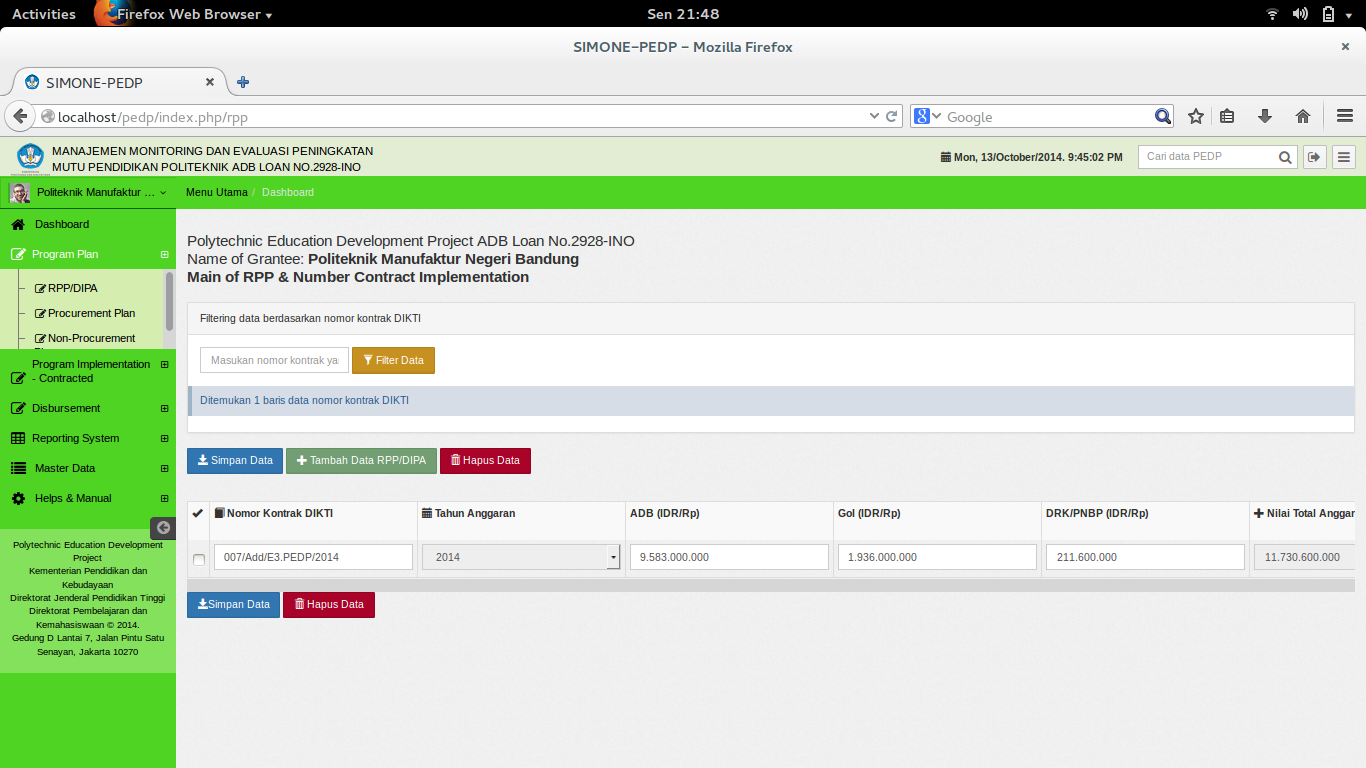 Activities
Firefox Web Browser
Sen 21:48
SIMONE-PEDP - Mozilla Firefox
SIMONE-PEDP
localhost/pedp/index.php/rpp
Google
MANAJEMEN MONITORING DAN EVALUASI PENINGKATAN
MUTU PENDIDIKAN POLITEKNIK ADB LOAN NO.2928-INO
Mon, 13/October/2014. 9:45:02 PM
Cari data PEDP
Politeknik Manufaktur ...
Menu Utama / Dashboard
Dashboard
Program Plan
RPP/DIPA
Procurement Plan
Non-Procurement
Program Implementation
- Contracted
Disbursement
Reporting System
Master Data
Helps & Manual
Polytechnic Education Development
Project
Kementerian Pendidikan dan
Kebudayaan
Direktorat Jenderal Pendidikan Tinggi
Direktorat Pembelajaran dan
Kemahasiswaan © 2014.
Gedung D Lantai 7, Jalan Pintu Satu
Senayan, Jakarta 10270
Polytechnic Education Development Project ADB Loan No.2928-INO
Name of Grantee: Politeknik Manufaktur Negeri Bandung
Main of RPP & Number Contract Implementation
Filtering data berdasarkan nomor kontrak DIKTI
Masukan nomor kontrak ya
Filter Data
Ditemukan 1 baris data nomor kontrak DIKTI
Simpan Data
Tambah Data RPP/DIPA
Hapus Data
Nomor Kontrak DIKTI
Tahun Anggaran
ADB (IDR/Rp)
GoI (IDR/Rp)
DRK/PNBP (IDR/Rp)
Nilai Total Anggar
007/Add/E3.PEDP/2014
2014
9.583.000.000
1.936.000.000
211.600.000
11.730.600.000
Simpan Data
Hapus Data